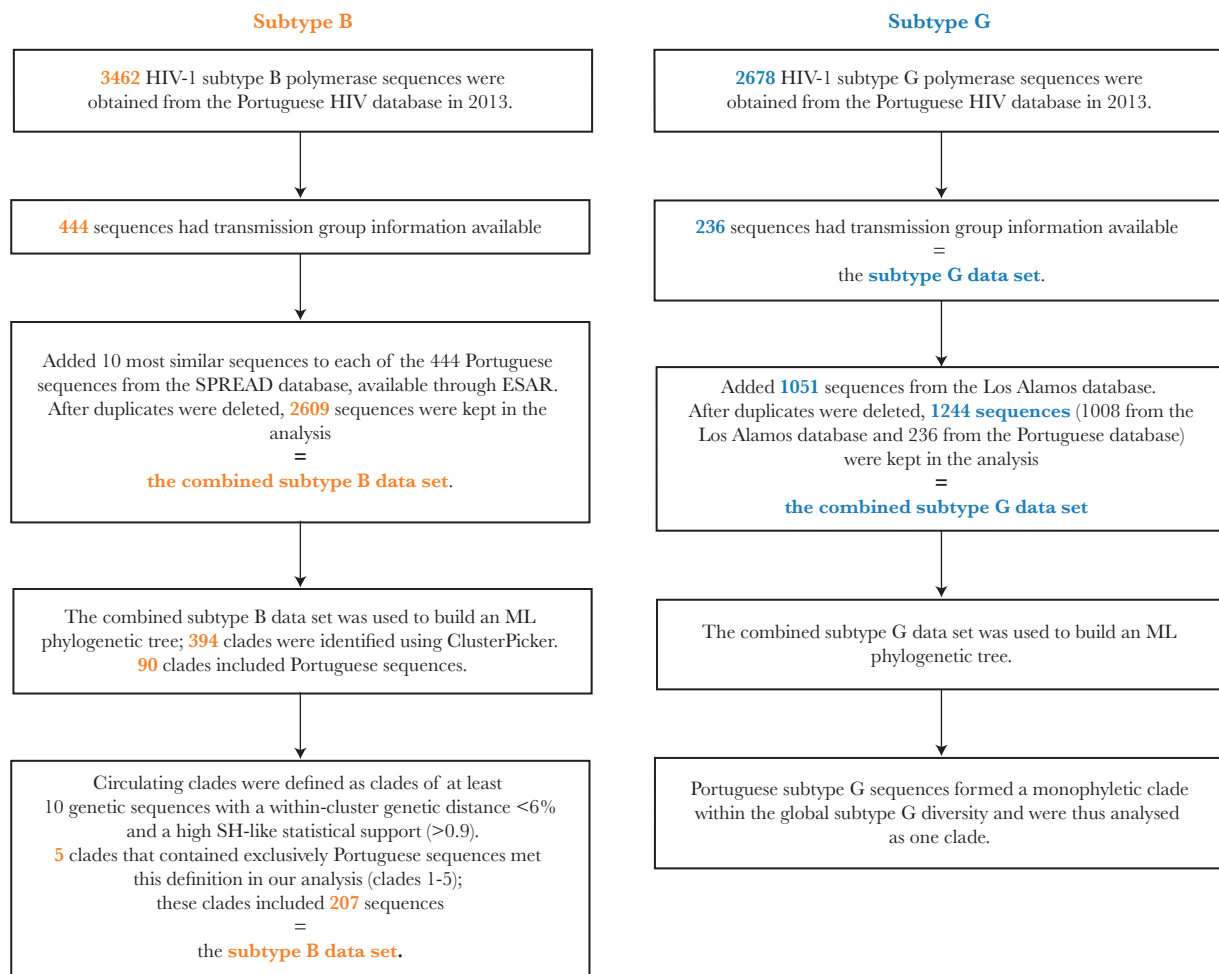 Subtype B
3462 HIV-1 subtype B polymerase sequences were
obtained from the Portuguese HIV database in 2013.
444 sequences had transmission group information available
Added 10 most similar sequences to each of the 444 Portuguese
sequences from the SPREAD database, available through ESAR.
After duplicates were deleted, 2609 sequences were kept in the
analysis
=
the combined subtype B data set.
The combined subtype B data set was used to build an ML
phylogenetic tree; 394 clades were identified using ClusterPicker.
90 clades included Portuguese sequences.
Circulating clades were defined as clades of at least
10 genetic sequences with a within-cluster genetic distance <6%
and a high SH-like statistical support (>0.9).
5 clades that contained exclusively Portuguese sequences met
this definition in our analysis (clades 1-5);
these clades included 207 sequences
=
the subtype B data set.
Subtype G
2678 HIV-1 subtype G polymerase sequences were
obtained from the Portuguese HIV database in 2013.
236 sequences had transmission group information available
=
the subtype G data set.
Added 1051 sequences from the Los Alamos database.
After duplicates were deleted, 1244 sequences (1008 from the
Los Alamos database and 236 from the Portuguese database)
were kept in the analysis
=
the combined subtype G data set
The combined subtype G data set was used to build an ML
phylogenetic tree.
Portuguese subtype G sequences formed a monophyletic clade
within the global subtype G diversity and were thus analysed
as one clade.